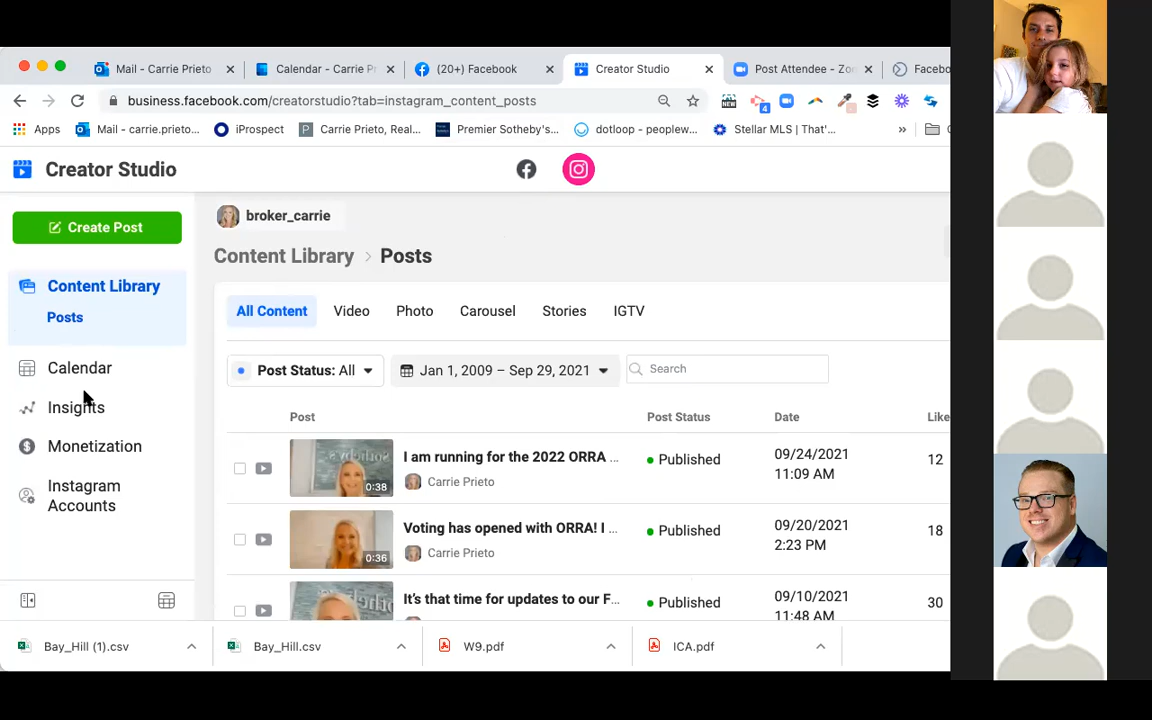 Mail - Carrie Prieto
Calendar - Carrie P
(20+) Facebook
Creator Studio
Post Attendee - Zo
Facebo
business.facebook.com/creatorstudio?tab=instagram_content_posts
NEW
4
Apps
Mail - carrie.prieto...
iProspect
Carrie Prieto, Real...
Premier Sotheby's...
dotloop - peoplew...
Stellar MLS | That'...
»
Creator Studio
Create Post
Content Library
Posts
Calendar
Insights
Monetization
Instagram
Accounts
broker_carrie
Content Library > Posts
All Content Video Photo Carousel Stories IGTV
Post Status: All
Jan 1, 2009 – Sep 29, 2021
Search
Post Post Status Date Like
I am running for the 2022 ORRA ...
Carrie Prieto
0:38
Published
09/24/2021
11:09 AM
12
Voting has opened with ORRA! I ...
Carrie Prieto
0:36
Published
09/20/2021
2:23 PM
18
It's that time for updates to our F...
Published
09/10/2021
11:48 AM
30
Bay_Hill (1).csv
Bay_Hill.csv
W9.pdf
ICA.pdf